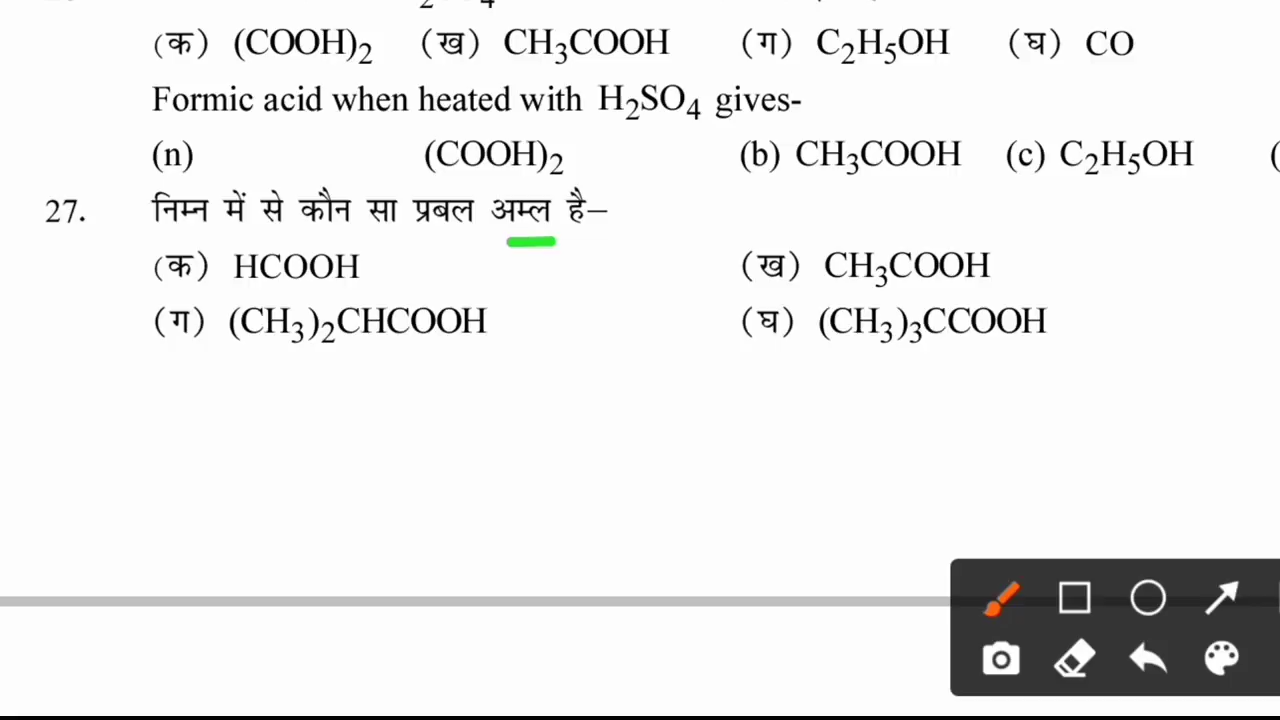 (क) (COOH)₂ (ख) CH₃COOH (ग) C₂H₅OH (घ) CO
Formic acid when heated with H₂SO₄ gives-
(n) (COOH)₂ (b) CH₃COOH (c) C₂H₅OH (
27. निम्न में से कौन सा प्रबल अम्ल है–
(क) HCOOH (ख) CH₃COOH
(ग) (CH₃)₂CHCOOH (घ) (CH₃)₃CCOOH